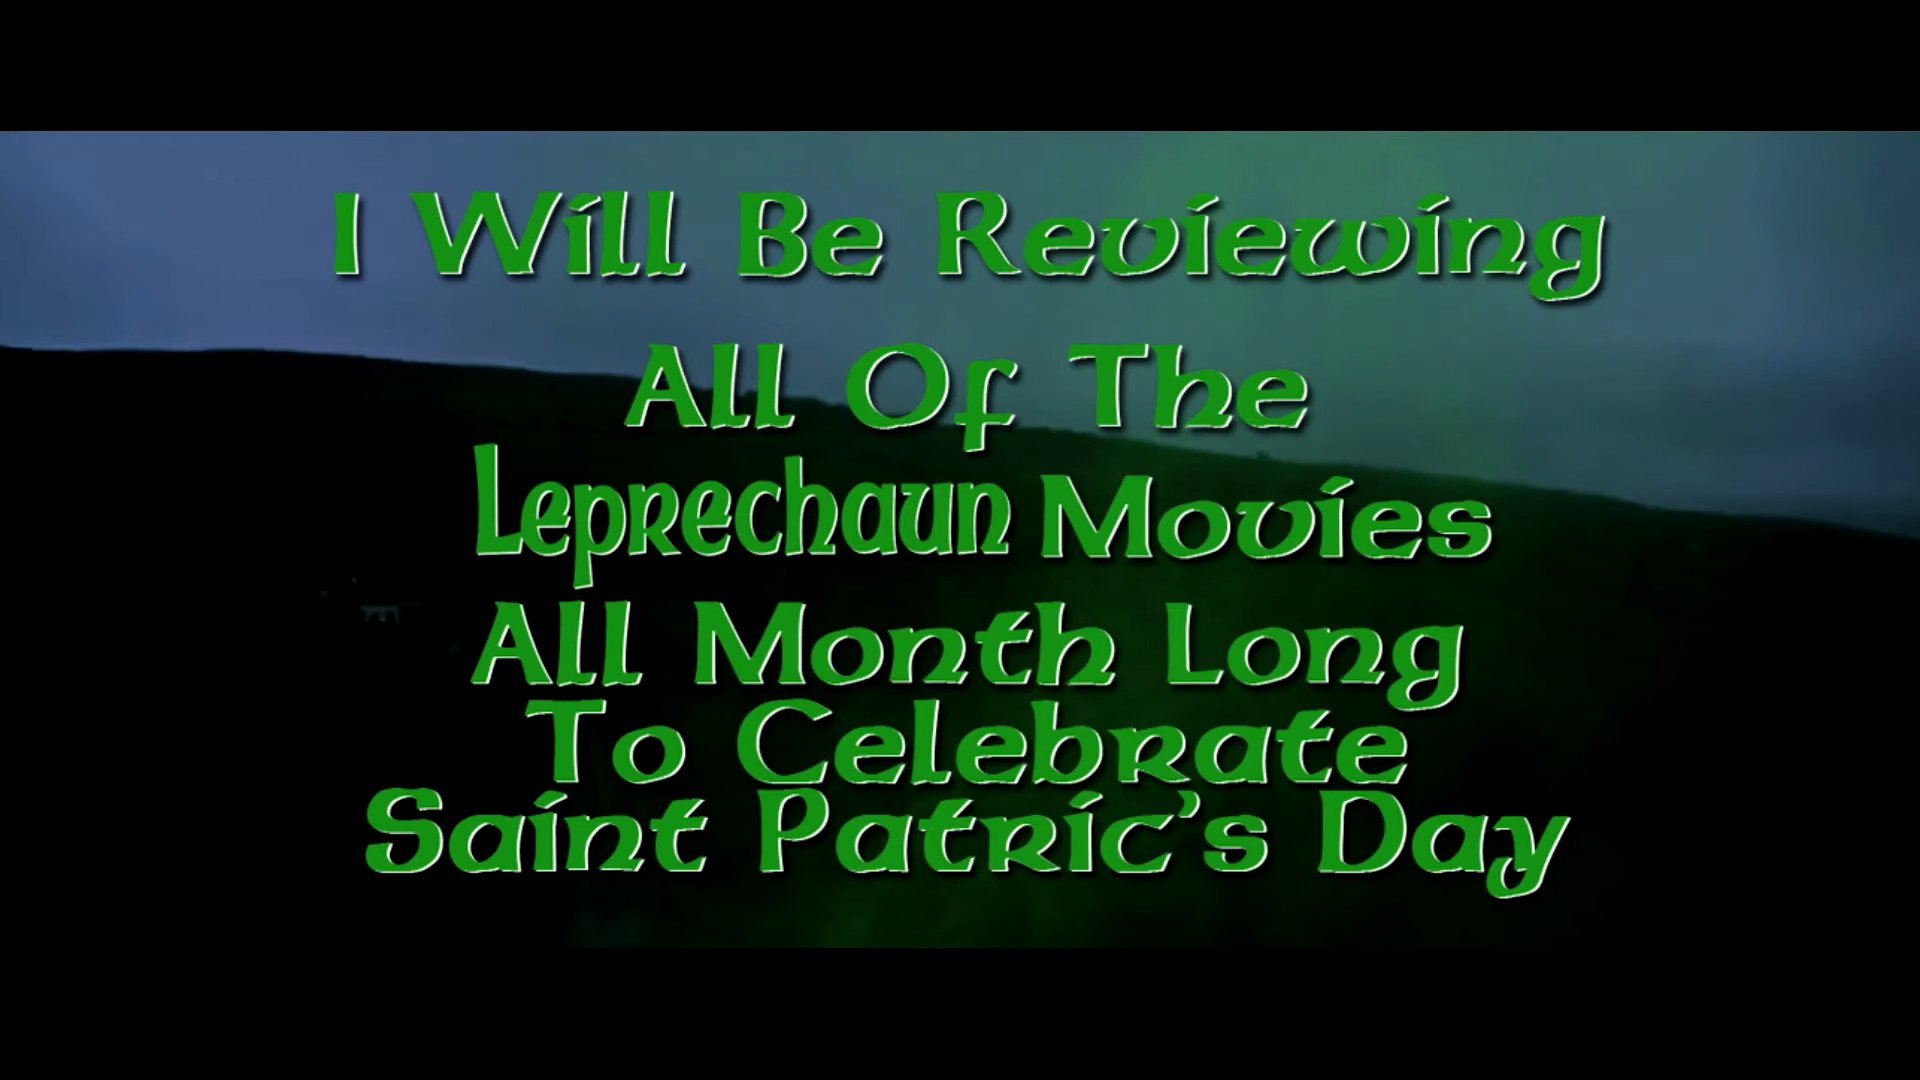 I Will Be Reviewing
All Of The
Leprechaun Movies
All Month Long
To Celebrate
Saint Patric's Day